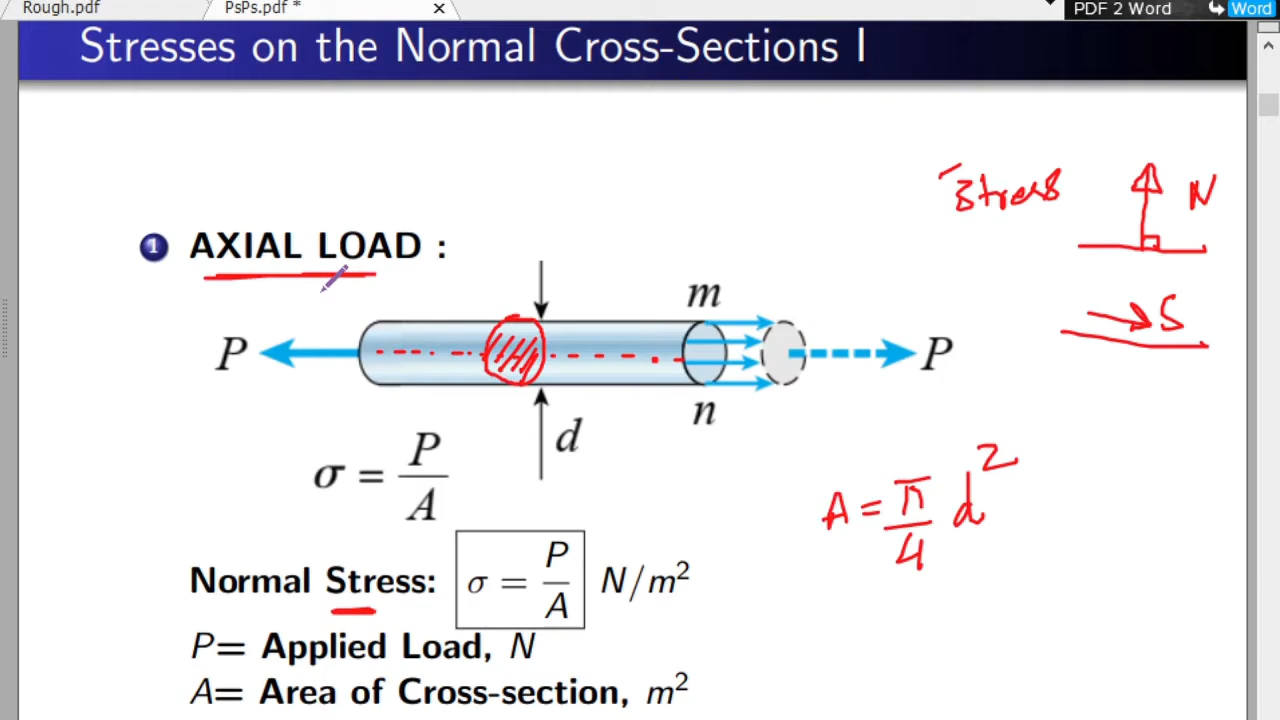 Rough.pdf
PsPs.pdf *
PDF 2 Word
Word
Stresses on the Normal Cross-Sections I
1 AXIAL LOAD :
Stress
N
S
m
P
P
n
d
σ = P/A
A = π/4 d²
Normal Stress: σ = P/A N/m²
P= Applied Load, N
A= Area of Cross-section, m²